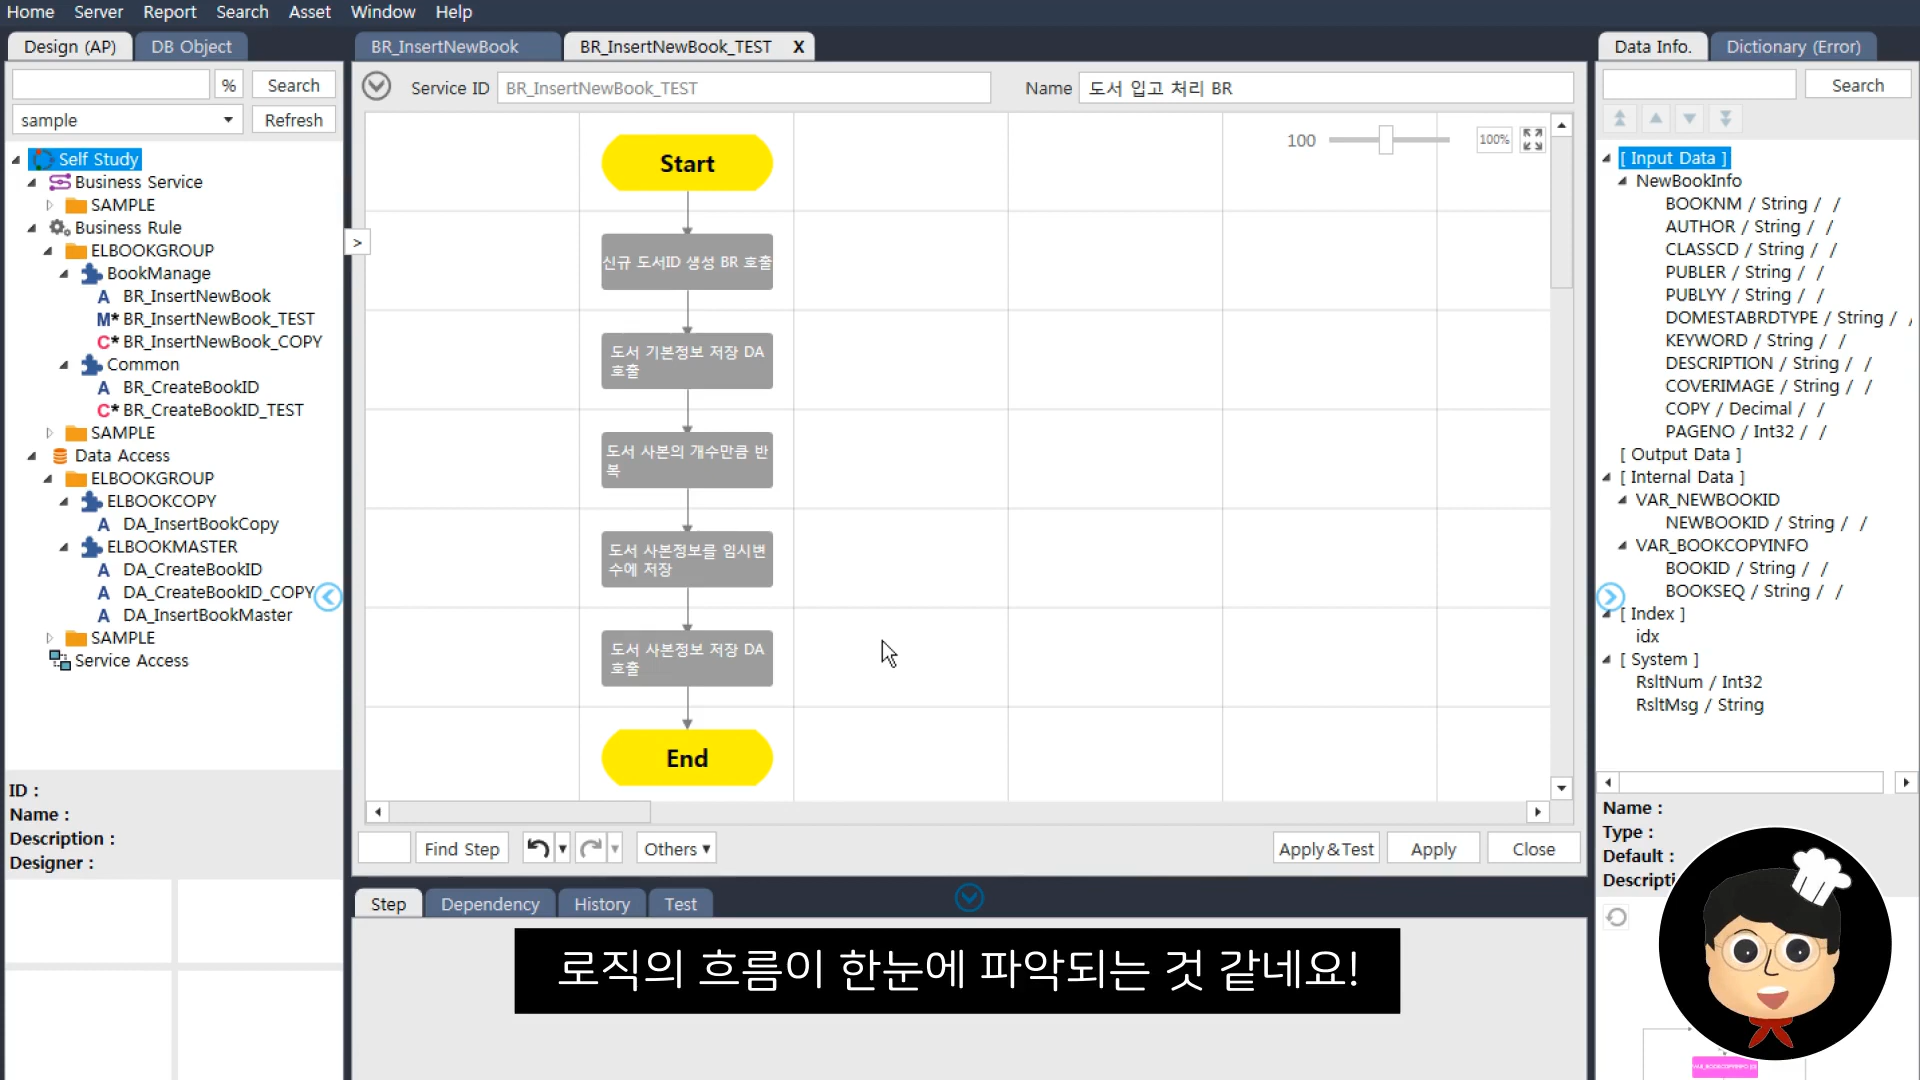 Home Server Report Search Asset Window Help
Design (AP) DB Object
% Search
sample Refresh
Self Study
Business Service
SAMPLE
Business Rule
ELBOOKGROUP
BookManage
A BR_InsertNewBook
M* BR_InsertNewBook_TEST
C* BR_InsertNewBook_COPY
Common
A BR_CreateBookID
C* BR_CreateBookID_TEST
SAMPLE
Data Access
ELBOOKGROUP
ELBOOKCOPY
A DA_InsertBookCopy
ELBOOKMASTER
A DA_CreateBookID
A DA_CreateBookID_COPY
A DA_InsertBookMaster
SAMPLE
Service Access
ID :
Name :
Description :
Designer :
BR_InsertNewBook BR_InsertNewBook_TEST X
Service ID BR_InsertNewBook_TEST Name 도서 입고 처리 BR
100 100%
>
Start
신규 도서ID 생성 BR 호출
도서 기본정보 저장 DA
호출
도서 사본의 개수만큼 반
복
도서 사본정보를 임시변
수에 저장
도서 사본정보 저장 DA
호출
End
Find Step Others Apply&Test Apply Close
Step Dependency History Test
로직의 흐름이 한눈에 파악되는 것 같네요!
Data Info. Dictionary (Error)
Search
[ Input Data ]
NewBookInfo
BOOKNM / String / /
AUTHOR / String / /
CLASSCD / String / /
PUBLER / String / /
PUBLYY / String / /
DOMESTABRDTYPE / String / /
KEYWORD / String / /
DESCRIPTION / String / /
COVERIMAGE / String / /
COPY / Decimal / /
PAGENO / Int32 / /
[ Output Data ]
[ Internal Data ]
VAR_NEWBOOKID
NEWBOOKID / String / /
VAR_BOOKCOPYINFO
BOOKID / String / /
BOOKSEQ / String / /
[ Index ]
idx
[ System ]
RsltNum / Int32
RsltMsg / String
Name :
Type :
Default :
Descripti